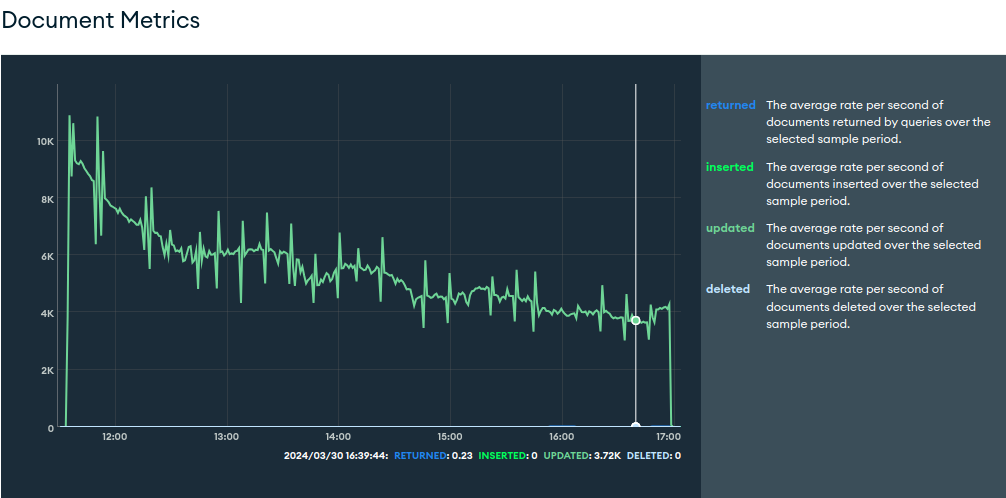 Document Metrics
10K
8K
6K
4K
2K
0
12:00 13:00 14:00 15:00 16:00 17:00
2024/03/30 16:39:44: RETURNED: 0.23 INSERTED: 0 UPDATED: 3.72K DELETED: 0
returned The average rate per second of
documents returned by queries over the
selected sample period.
inserted The average rate per second of
documents inserted over the selected
sample period.
updated The average rate per second of
documents updated over the selected
sample period.
deleted The average rate per second of
documents deleted over the selected
sample period.